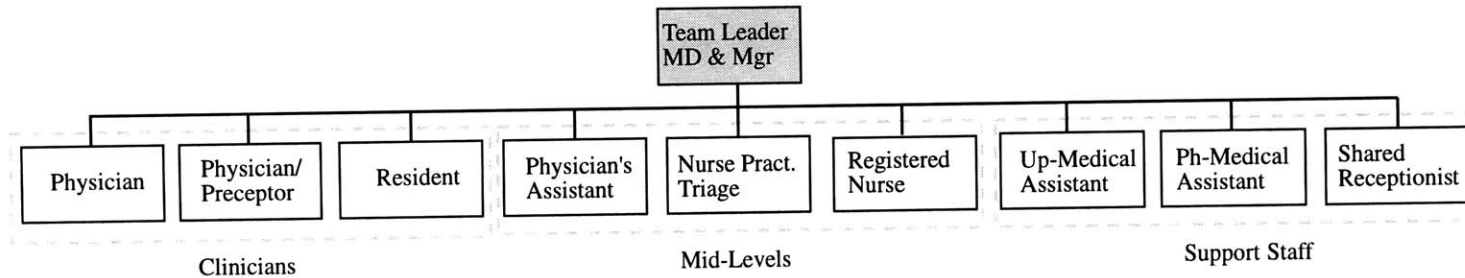 Team Leader
MD & Mgr
Physician
Physician/
Preceptor
Resident
Physician's
Assistant
Nurse Pract.
Triage
Registered
Nurse
Up-Medical
Assistant
Ph-Medical
Assistant
Shared
Receptionist
Clinicians
Mid-Levels
Support Staff